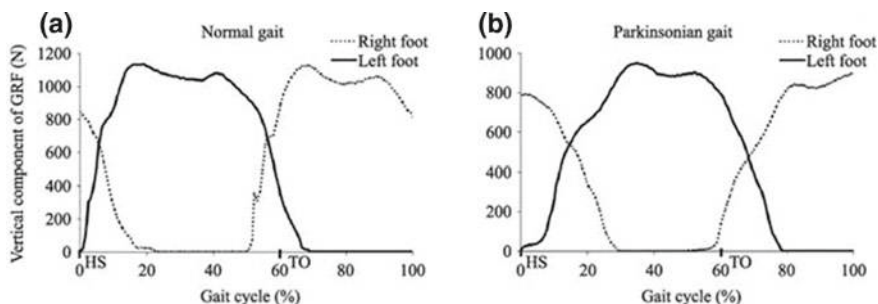 (a)
Normal gait
Right foot
Left foot
Vertical component of GRF (N)
1200
1000
800
600
400
200
0
HS
TO
0
20
40
60
80
100
Gait cycle (%)
(b)
Parkinsonian gait
Right foot
Left foot
1000
800
600
400
200
0
HS
TO
0
20
40
60
80
100
Gait cycle (%)